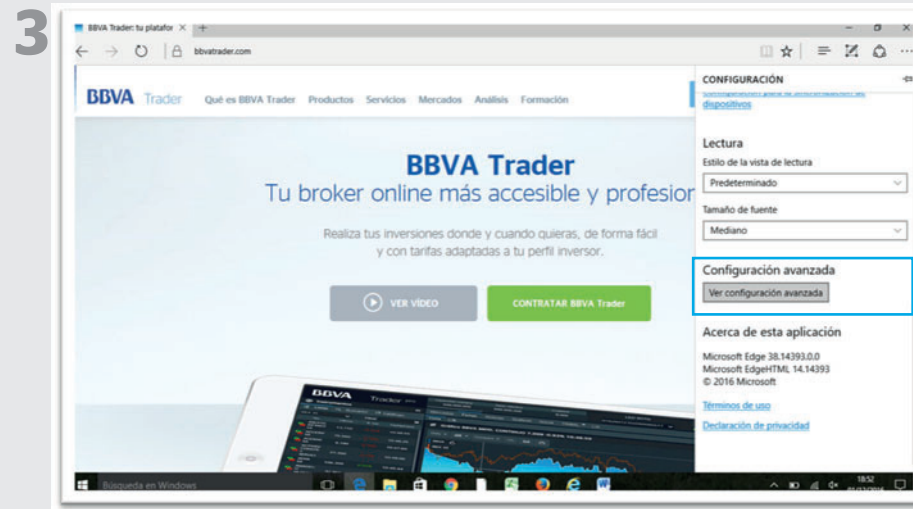 3
BBVA Trader: tu platafor
bbvatrader.com
BBVA Trader
Qué es BBVA Trader Productos Servicios Mercados Análisis Formación
BBVA Trader
Tu broker online más accesible y profesior
Realiza tus inversiones donde y cuando quieras, de forma fácil
y con tarifas adaptadas a tu perfil inversor.
VER VÍDEO
CONTRATAR BBVA Trader
BBVA Trader
CONFIGURACIÓN
dispositivos
Lectura
Estilo de la vista de lectura
Predeterminado
Tamaño de fuente
Mediano
Configuración avanzada
Ver configuración avanzada
Acerca de esta aplicación
Microsoft Edge 38.14393.0.0
Microsoft EdgeHTML 14.14393
© 2016 Microsoft
Términos de uso
Declaración de privacidad
Búsqueda en Windows
18:52